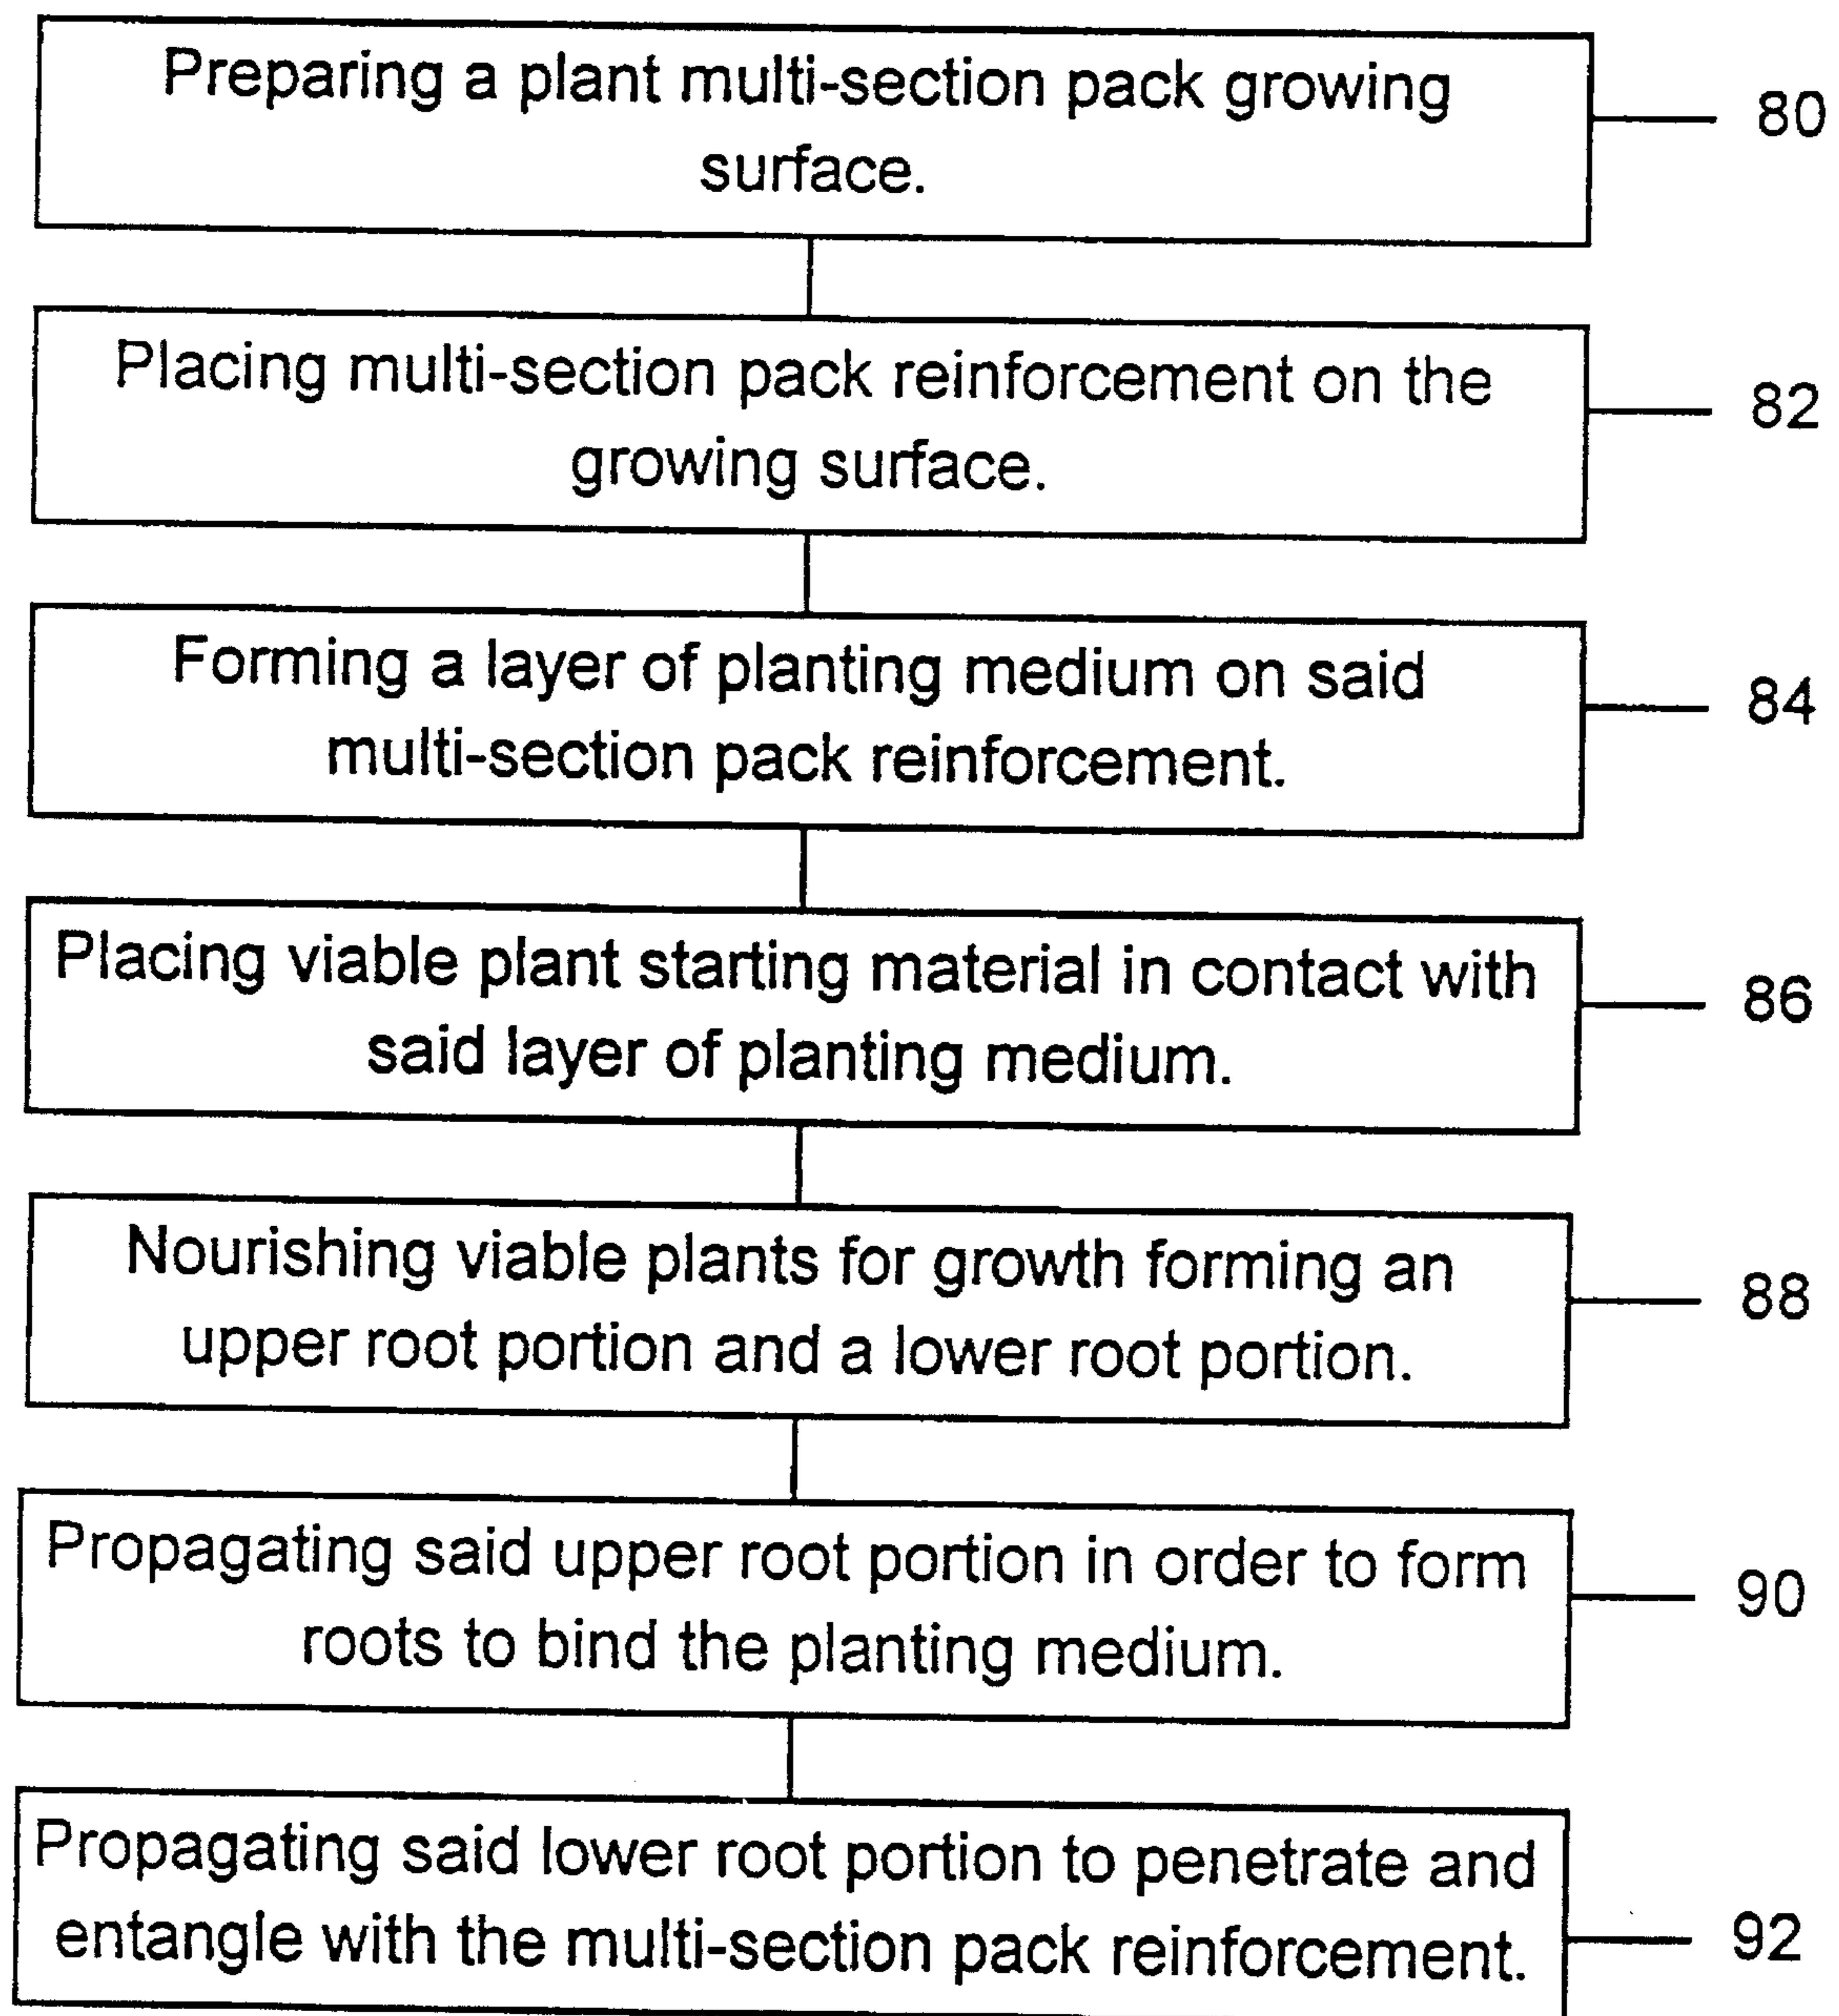 Preparing a plant multi-section pack growing
surface.
80
Placing multi-section pack reinforcement on the
growing surface.
82
Forming a layer of planting medium on said
multi-section pack reinforcement.
84
Placing viable plant starting material in contact with
said layer of planting medium.
86
Nourishing viable plants for growth forming an
upper root portion and a lower root portion.
88
Propagating said upper root portion in order to form
roots to bind the planting medium.
90
Propagating said lower root portion to penetrate and
entangle with the multi-section pack reinforcement.
92